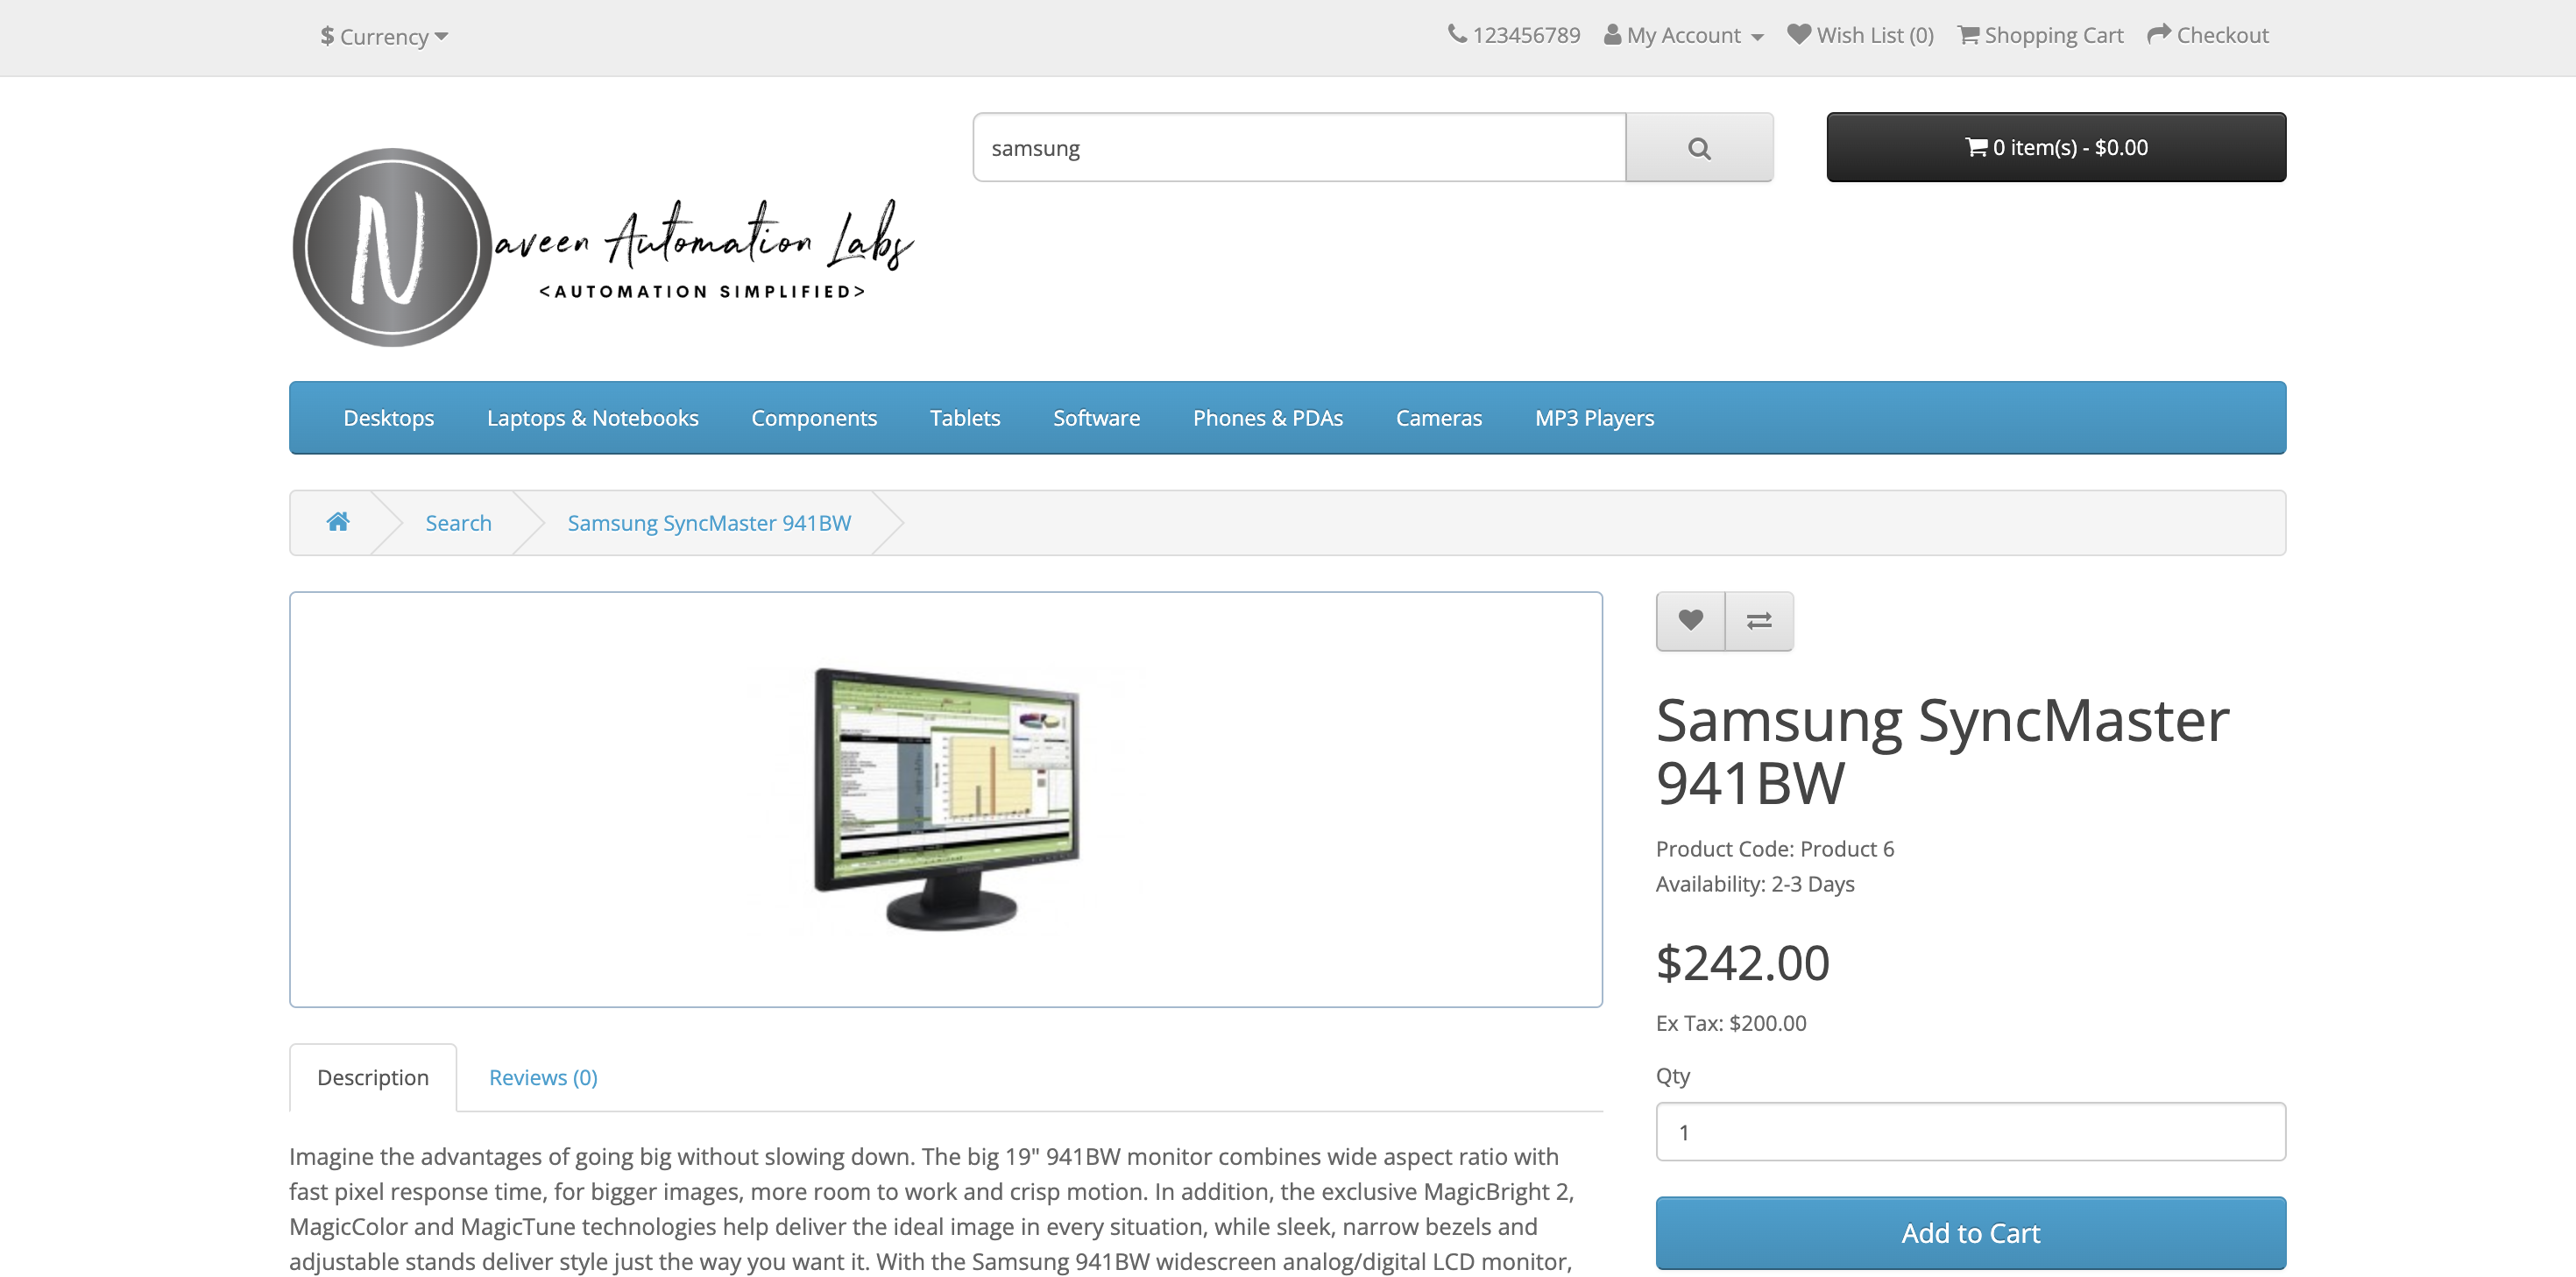 $ Currency
123456789 My Account Wish List (0) Shopping Cart Checkout
samsung
0 item(s) - $0.00
N
aveen Automation Labs
<AUTOMATION SIMPLIFIED>
Desktops Laptops & Notebooks Components Tablets Software Phones & PDAs Cameras MP3 Players
Search Samsung SyncMaster 941BW
Samsung SyncMaster
941BW
Product Code: Product 6
Availability: 2-3 Days
$242.00
Ex Tax: $200.00
Qty
1
Add to Cart
Description Reviews (0)
Imagine the advantages of going big without slowing down. The big 19" 941BW monitor combines wide aspect ratio with
fast pixel response time, for bigger images, more room to work and crisp motion. In addition, the exclusive MagicBright 2,
MagicColor and MagicTune technologies help deliver the ideal image in every situation, while sleek, narrow bezels and
adjustable stands deliver style just the way you want it. With the Samsung 941BW widescreen analog/digital LCD monitor,